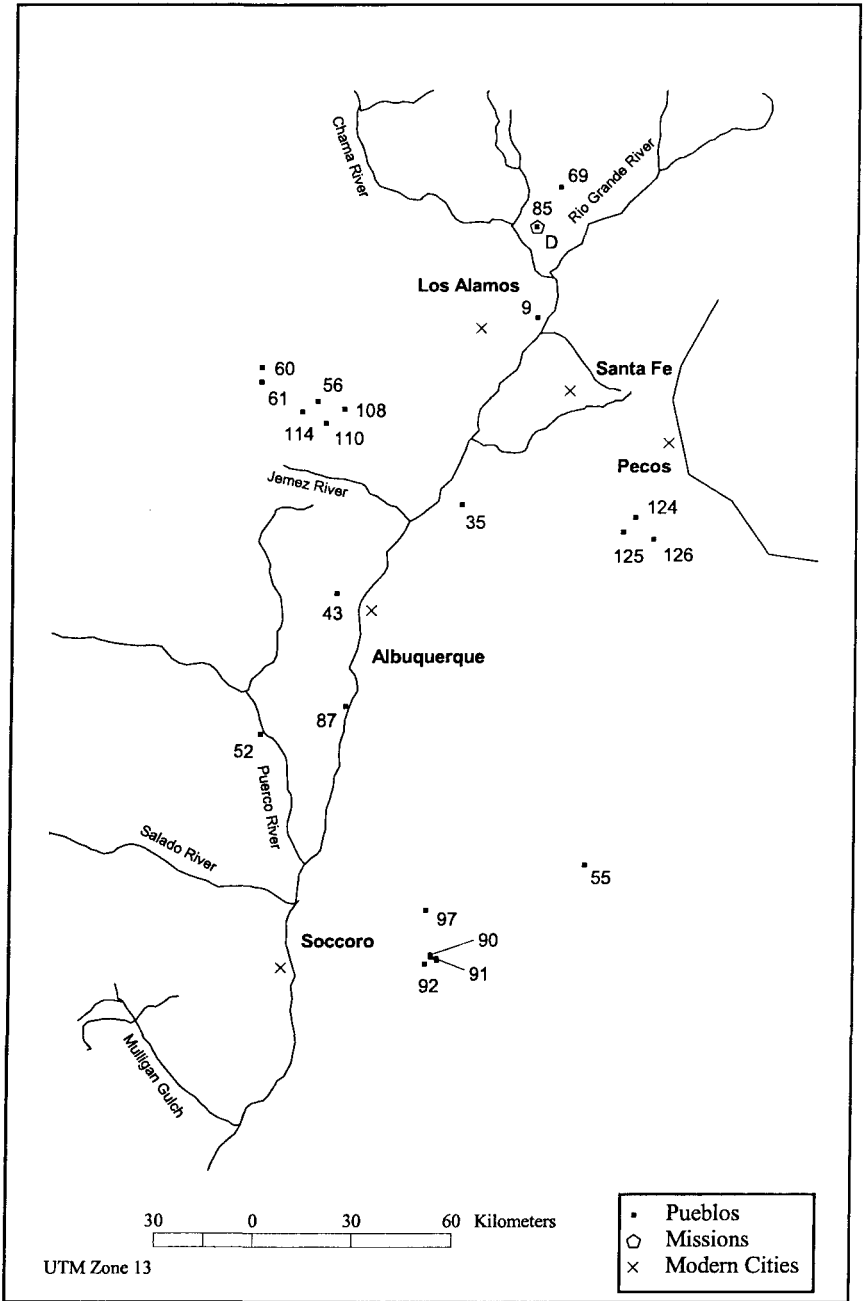 Chama River
69
Rio Grande River
85
D
Los Alamos
9
60
Santa Fe
61
56
108
114
110
Pecos
Jemez River
35
124
125
126
43
Albuquerque
87
52
Puerco River
Salado River
55
97
90
Soccoro
91
92
Mulligan Gulch
30 0 30 60 Kilometers
UTM Zone 13
Pueblos
Missions
Modern Cities